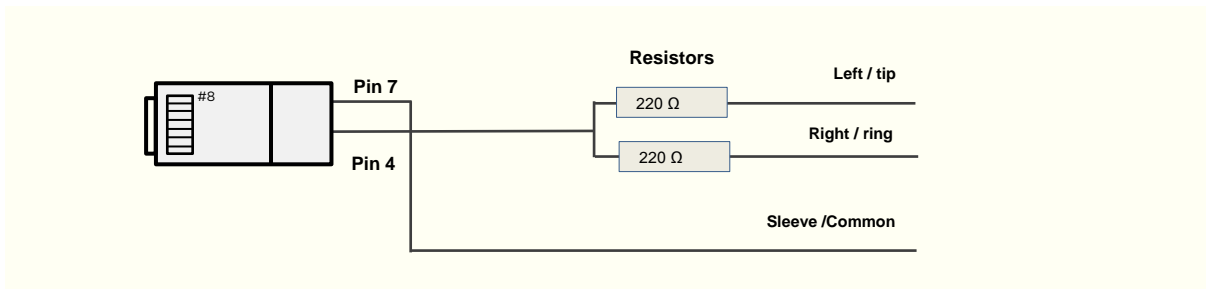 Resistors
Left / tip
Pin 7
#8
220 Ω
Right / ring
220 Ω
Pin 4
Sleeve /Common